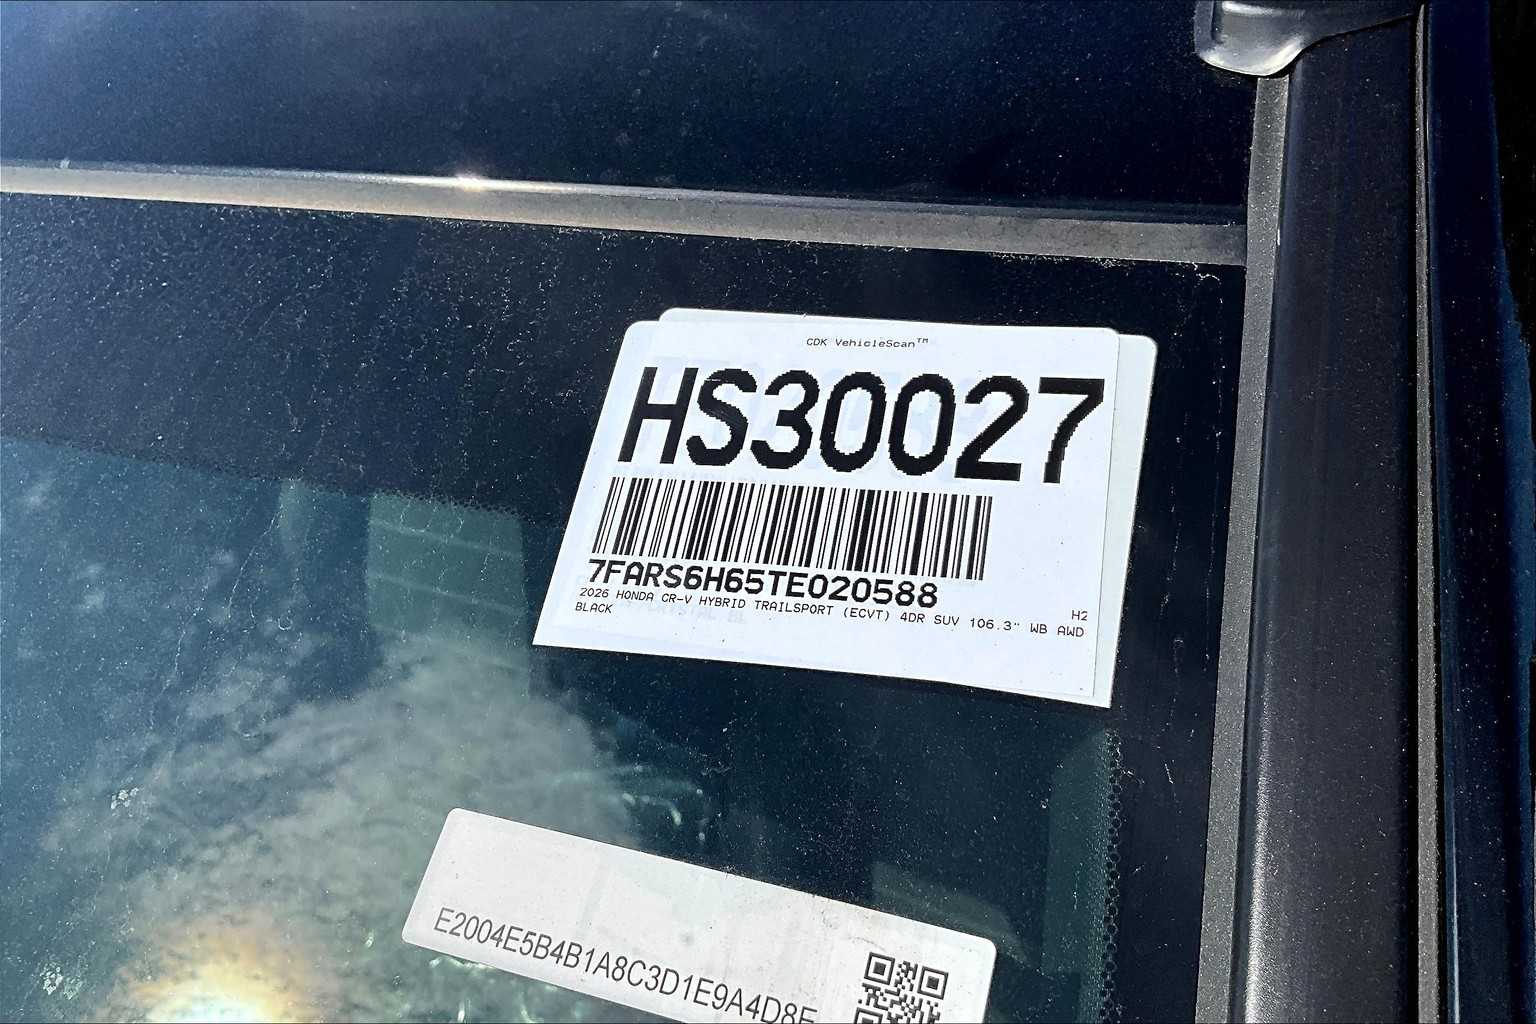 CDK VehicleScan™
HS30027
7FARS6H65TE020588
2026 HONDA CR-V HYBRID TRAILSPORT (ECVT) 4DR SUV 106.3" WB AWD H2
BLACK
E2004E5B4B1A8C3D1E9A4D8E